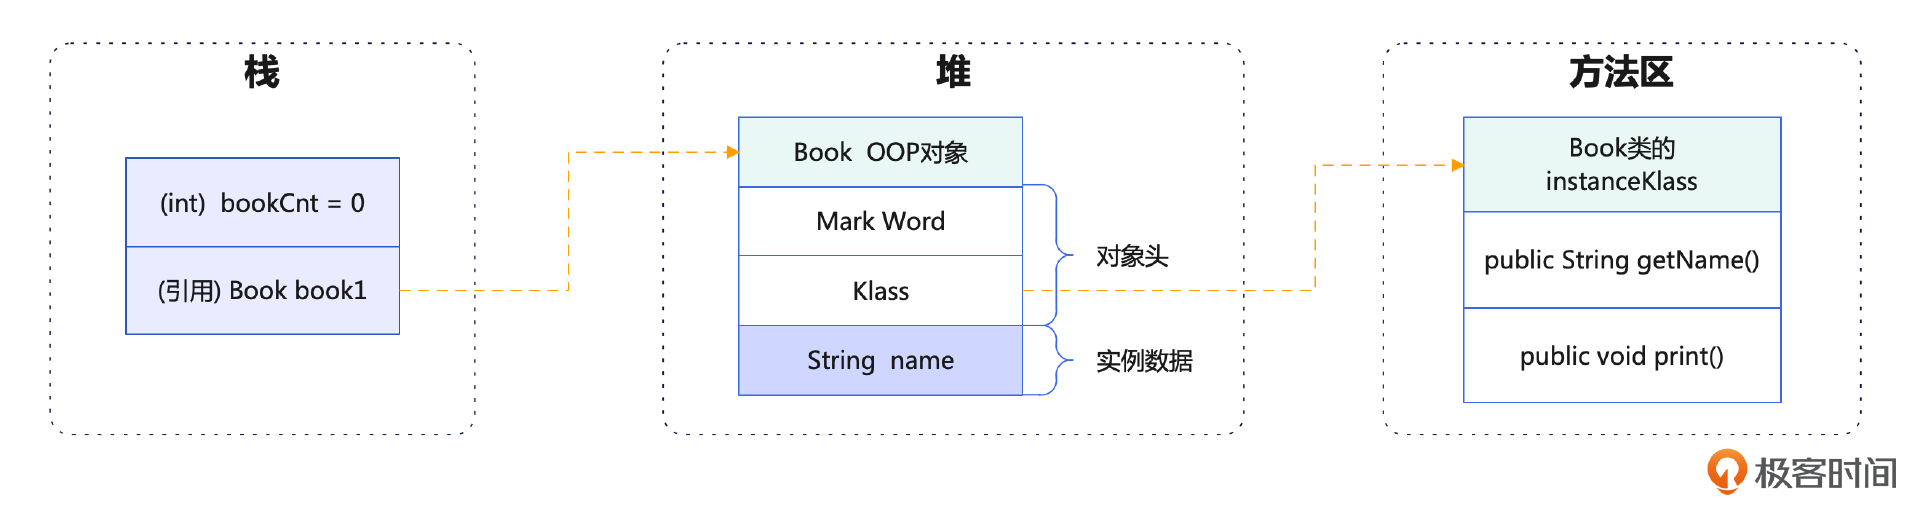 栈
(int) bookCnt = 0
(引用) Book book1
堆
Book OOP对象
Mark Word
Klass
String name
对象头
实例数据
方法区
Book类的
instanceKlass
public String getName()
public void print()
极客时间